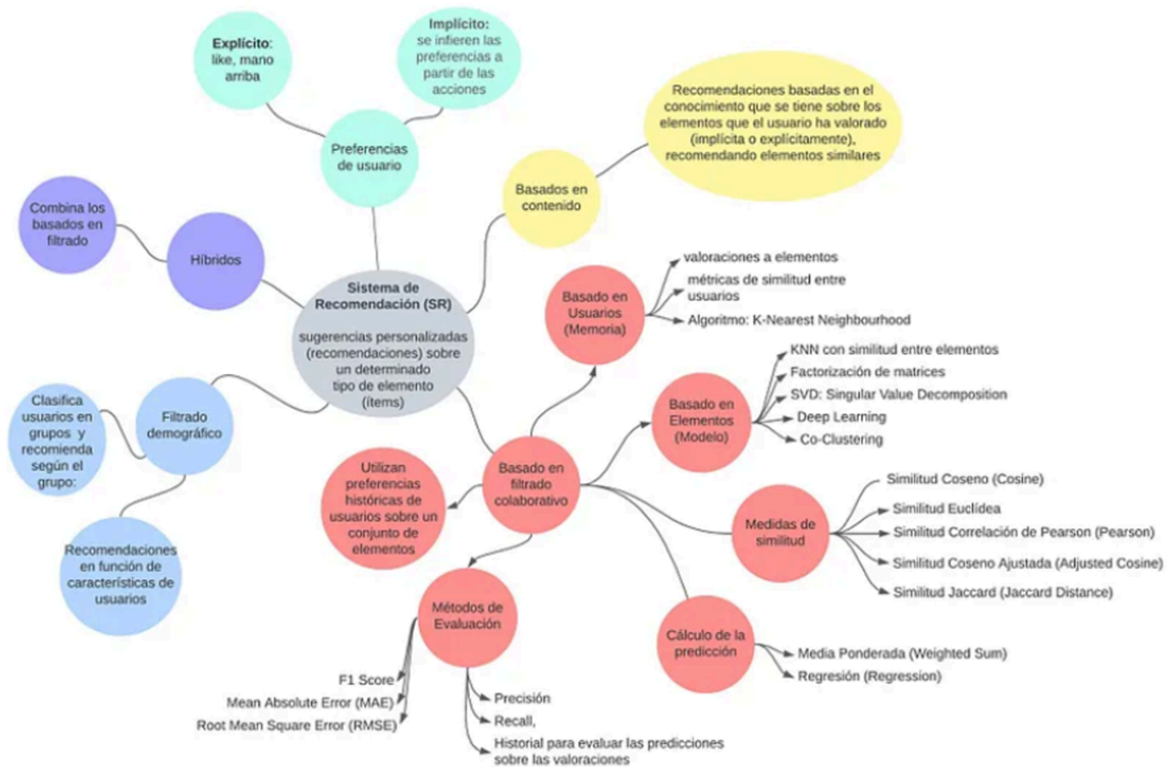 Explícito:
like, mano
arriba
Implícito:
se infieren las
preferencias a
partir de las
acciones
Preferencias
de usuario
Recomendaciones basadas en el
conocimiento que se tiene sobre los
elementos que el usuario ha valorado
(implícita o explícitamente),
recomendando elementos similares
Basados en
contenido
Combina los
basados en
filtrado
Híbridos
Sistema de
Recomendación (SR)
sugerencias personalizadas
(recomendaciones) sobre
un determinado
tipo de elemento
(ítems)
Basado en
Usuarios
(Memoria)
valoraciones a elementos
métricas de similitud entre
usuarios
Algoritmo: K-Nearest Neighbourhood
Basado en
Elementos
(Modelo)
KNN con similitud entre elementos
Factorización de matrices
SVD: Singular Value Decomposition
Deep Learning
Co-Clustering
Clasifica
usuarios en
grupos y
recomienda
según el
grupo:
Filtrado
demográfico
Recomendaciones
en función de
características de
usuarios
Utilizan
preferencias
históricas de
usuarios sobre un
conjunto de
elementos
Basado en
filtrado
colaborativo
Medidas de
similitud
Similitud Coseno (Cosine)
Similitud Euclídea
Similitud Correlación de Pearson (Pearson)
Similitud Coseno Ajustada (Adjusted Cosine)
Similitud Jaccard (Jaccard Distance)
Métodos de
Evaluación
F1 Score
Mean Absolute Error (MAE)
Root Mean Square Error (RMSE)
Precisión
Recall,
Historial para evaluar las predicciones
sobre las valoraciones
Cálculo de la
predicción
Media Ponderada (Weighted Sum)
Regresión (Regression)